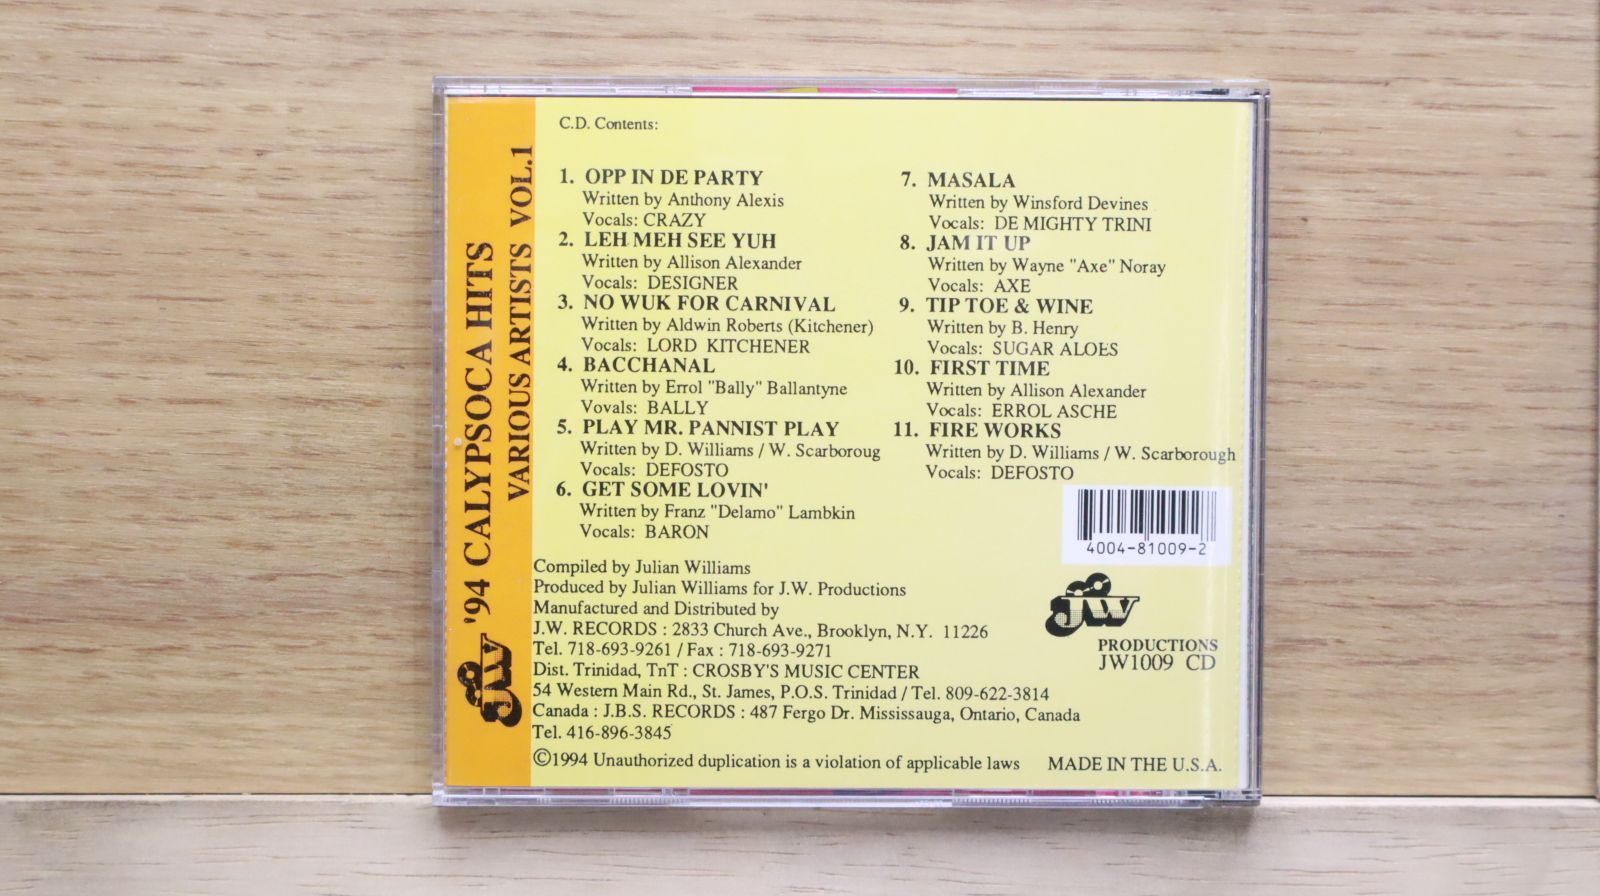 JW '94 CALYPSOCA HITS
VARIOUS ARTISTS VOL.1
C.D. Contents:
1. OPP IN DE PARTY
Written by Anthony Alexis
Vocals: CRAZY
2. LEH MEH SEE YUH
Written by Allison Alexander
Vocals: DESIGNER
3. NO WUK FOR CARNIVAL
Written by Aldwin Roberts (Kitchener)
Vocals: LORD KITCHENER
4. BACCHANAL
Written by Errol "Bally" Ballantyne
Vovals: BALLY
5. PLAY MR. PANNIST PLAY
Written by D. Williams / W. Scarboroug
Vocals: DEFOSTO
6. GET SOME LOVIN'
Written by Franz "Delamo" Lambkin
Vocals: BARON
7. MASALA
Written by Winsford Devines
Vocals: DE MIGHTY TRINI
8. JAM IT UP
Written by Wayne "Axe" Noray
Vocals: AXE
9. TIP TOE & WINE
Written by B. Henry
Vocals: SUGAR ALOES
10. FIRST TIME
Written by Allison Alexander
Vocals: ERROL ASCHE
11. FIRE WORKS
Written by D. Williams / W. Scarborough
Vocals: DEFOSTO
4004-81009-2
JW
PRODUCTIONS
JW1009 CD
Compiled by Julian Williams
Produced by Julian Williams for J.W. Productions
Manufactured and Distributed by
J.W. RECORDS : 2833 Church Ave., Brooklyn, N.Y. 11226
Tel. 718-693-9261 / Fax : 718-693-9271
Dist. Trinidad, TnT : CROSBY'S MUSIC CENTER
54 Western Main Rd., St. James, P.O.S. Trinidad / Tel. 809-622-3814
Canada : J.B.S. RECORDS : 487 Fergo Dr. Mississauga, Ontario, Canada
Tel. 416-896-3845
©1994 Unauthorized duplication is a violation of applicable laws MADE IN THE U.S.A.